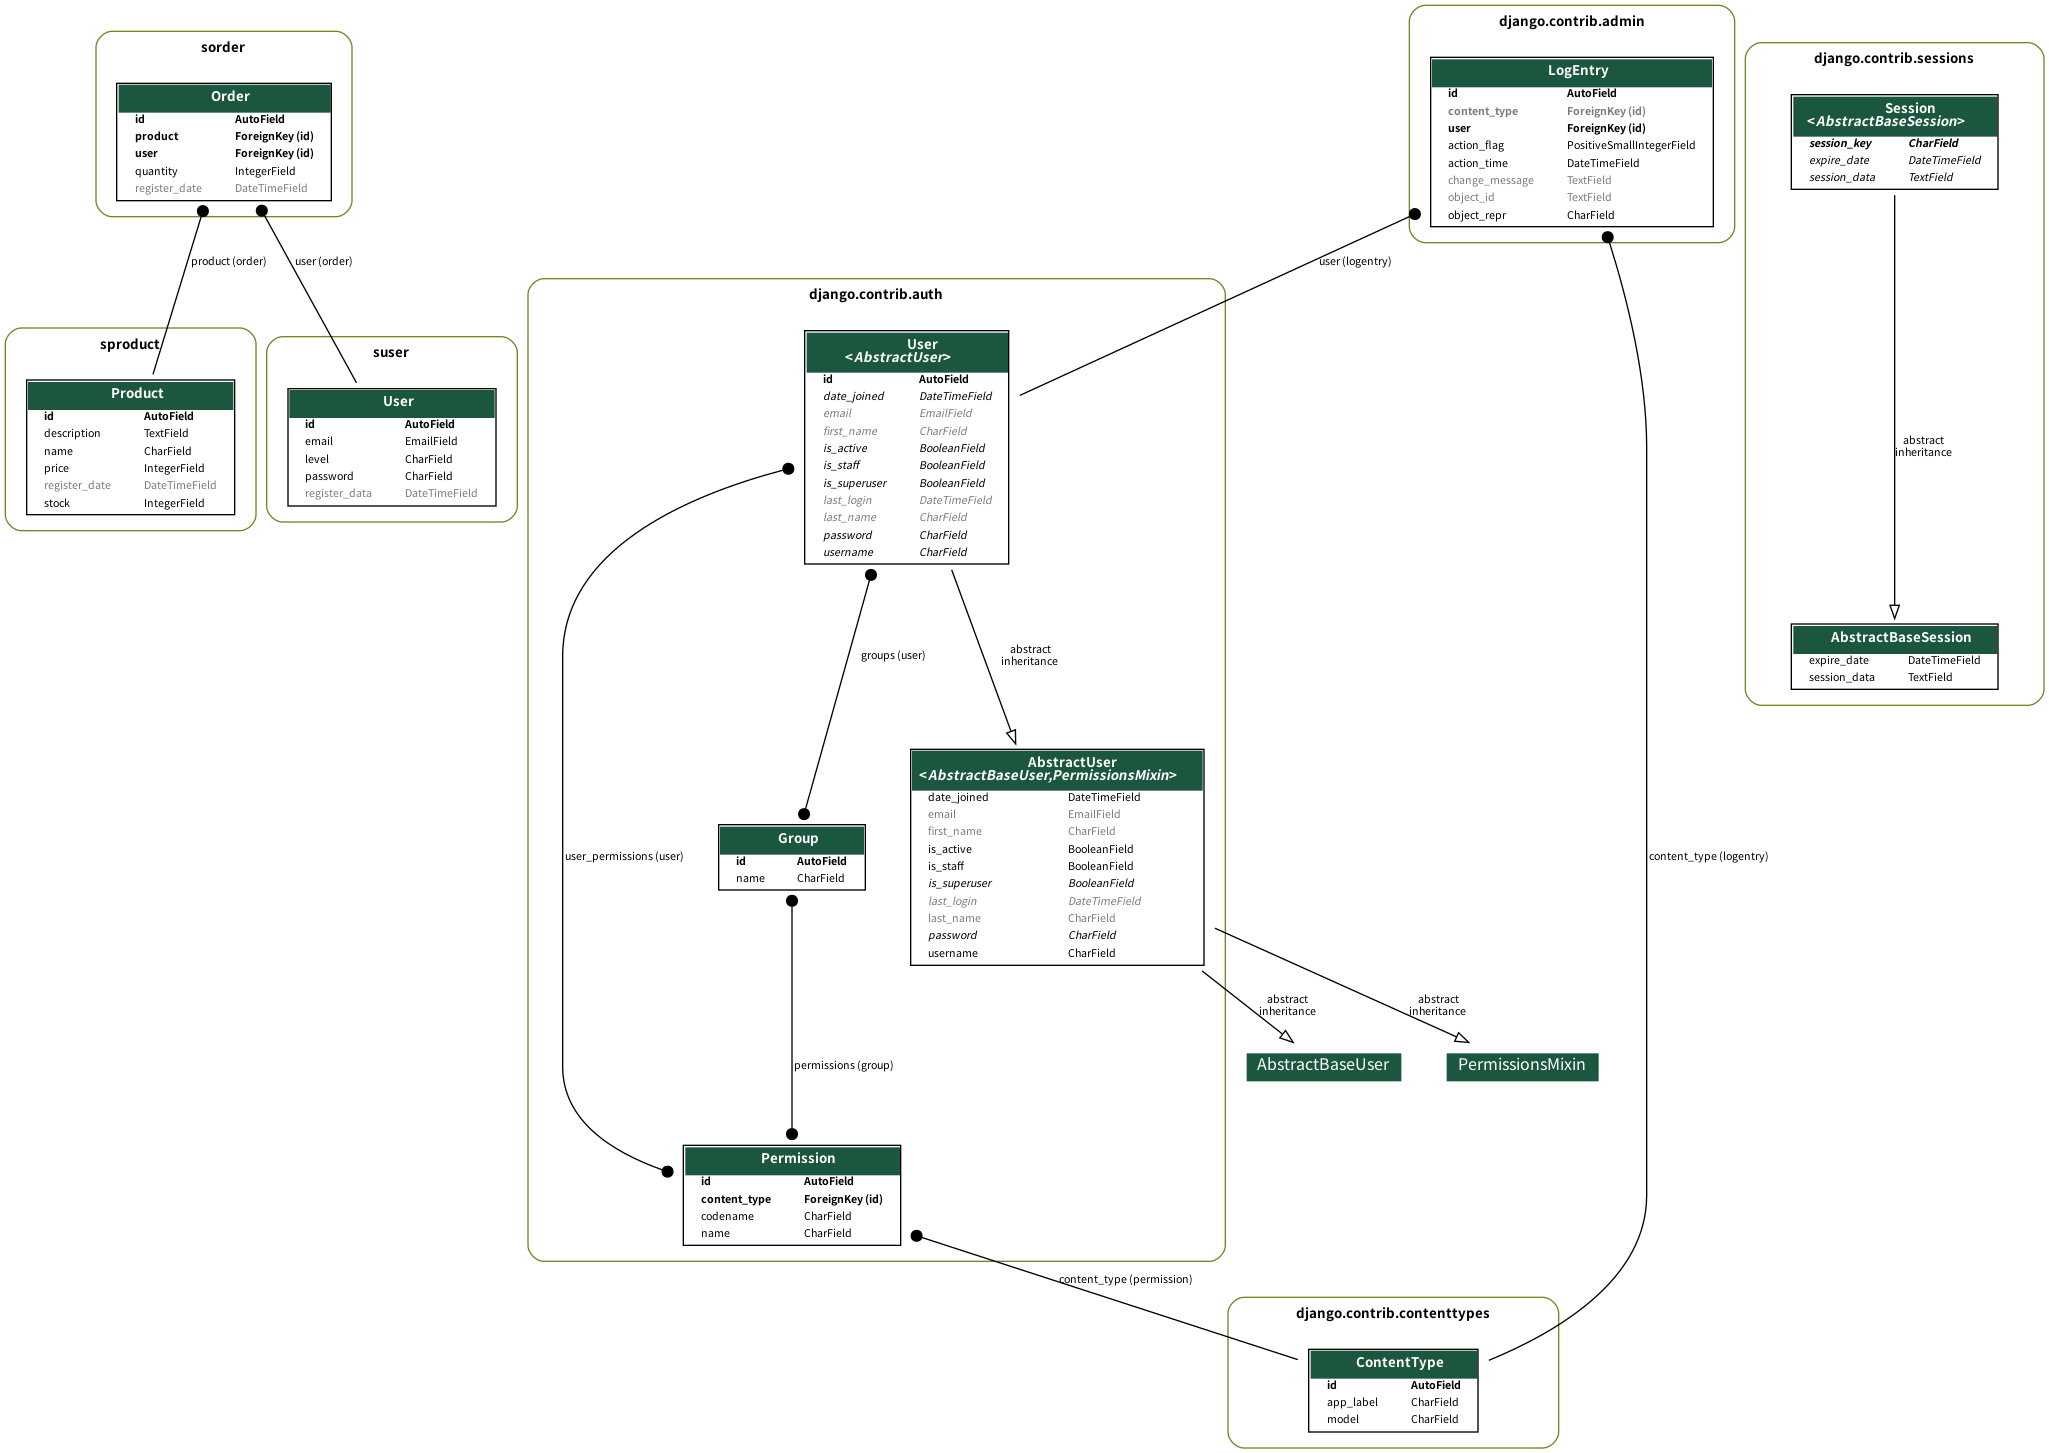 sorder
Order
id AutoField
product ForeignKey (id)
user ForeignKey (id)
quantity IntegerField
register_date DateTimeField
product (order)
user (order)
sproduct
Product
id AutoField
description TextField
name CharField
price IntegerField
register_date DateTimeField
stock IntegerField
suser
User
id AutoField
email EmailField
level CharField
password CharField
register_data DateTimeField
django.contrib.admin
LogEntry
id AutoField
content_type ForeignKey (id)
user ForeignKey (id)
action_flag PositiveSmallIntegerField
action_time DateTimeField
change_message TextField
object_id TextField
object_repr CharField
user (logentry)
content_type (logentry)
django.contrib.sessions
Session
<AbstractBaseSession>
session_key CharField
expire_date DateTimeField
session_data TextField
abstract
inheritance
AbstractBaseSession
expire_date DateTimeField
session_data TextField
django.contrib.auth
User
<AbstractUser>
id AutoField
date_joined DateTimeField
email EmailField
first_name CharField
is_active BooleanField
is_staff BooleanField
is_superuser BooleanField
last_login DateTimeField
last_name CharField
password CharField
username CharField
groups (user)
abstract
inheritance
user_permissions (user)
Group
id AutoField
name CharField
AbstractUser
<AbstractBaseUser,PermissionsMixin>
date_joined DateTimeField
email EmailField
first_name CharField
is_active BooleanField
is_staff BooleanField
is_superuser BooleanField
last_login DateTimeField
last_name CharField
password CharField
username CharField
abstract
inheritance
abstract
inheritance
AbstractBaseUser
PermissionsMixin
permissions (group)
Permission
id AutoField
content_type ForeignKey (id)
codename CharField
name CharField
content_type (permission)
django.contrib.contenttypes
ContentType
id AutoField
app_label CharField
model CharField